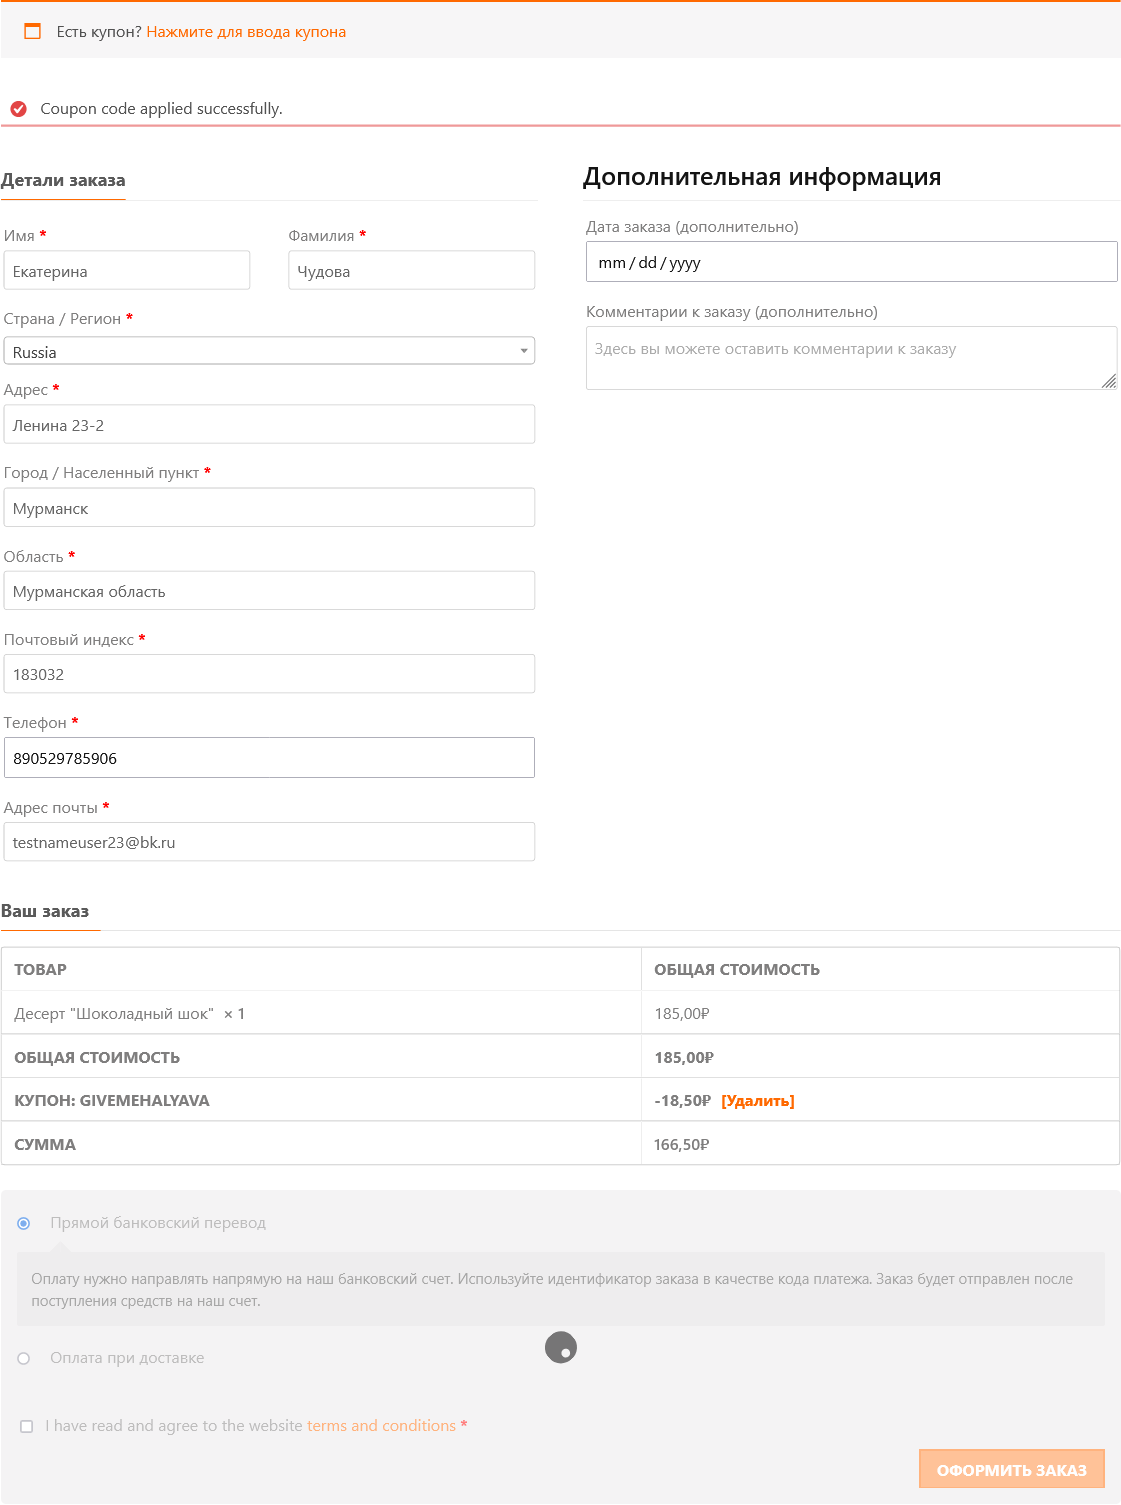 Есть купон? Нажмите для ввода купона
Coupon code applied successfully.
Детали заказа
Имя *
Фамилия *
Екатерина
Чудова
Страна / Регион *
Russia
Адрес *
Ленина 23-2
Город / Населенный пункт *
Мурманск
Область *
Мурманская область
Почтовый индекс *
183032
Телефон *
890529785906
Адрес почты *
testnameuser23@bk.ru
Дополнительная информация
Дата заказа (дополнительно)
mm / dd / yyyy
Комментарии к заказу (дополнительно)
Здесь вы можете оставить комментарии к заказу
Ваш заказ
ТОВАР ОБЩАЯ СТОИМОСТЬ
Десерт "Шоколадный шок" × 1 185,00₽
ОБЩАЯ СТОИМОСТЬ 185,00₽
КУПОН: GIVEMEHALYAVA -18,50₽ [Удалить]
СУММА 166,50₽
Прямой банковский перевод
Оплату нужно направлять напрямую на наш банковский счет. Используйте идентификатор заказа в качестве кода платежа. Заказ будет отправлен после
поступления средств на наш счет.
Оплата при доставке
I have read and agree to the website terms and conditions *
ОФОРМИТЬ ЗАКАЗ